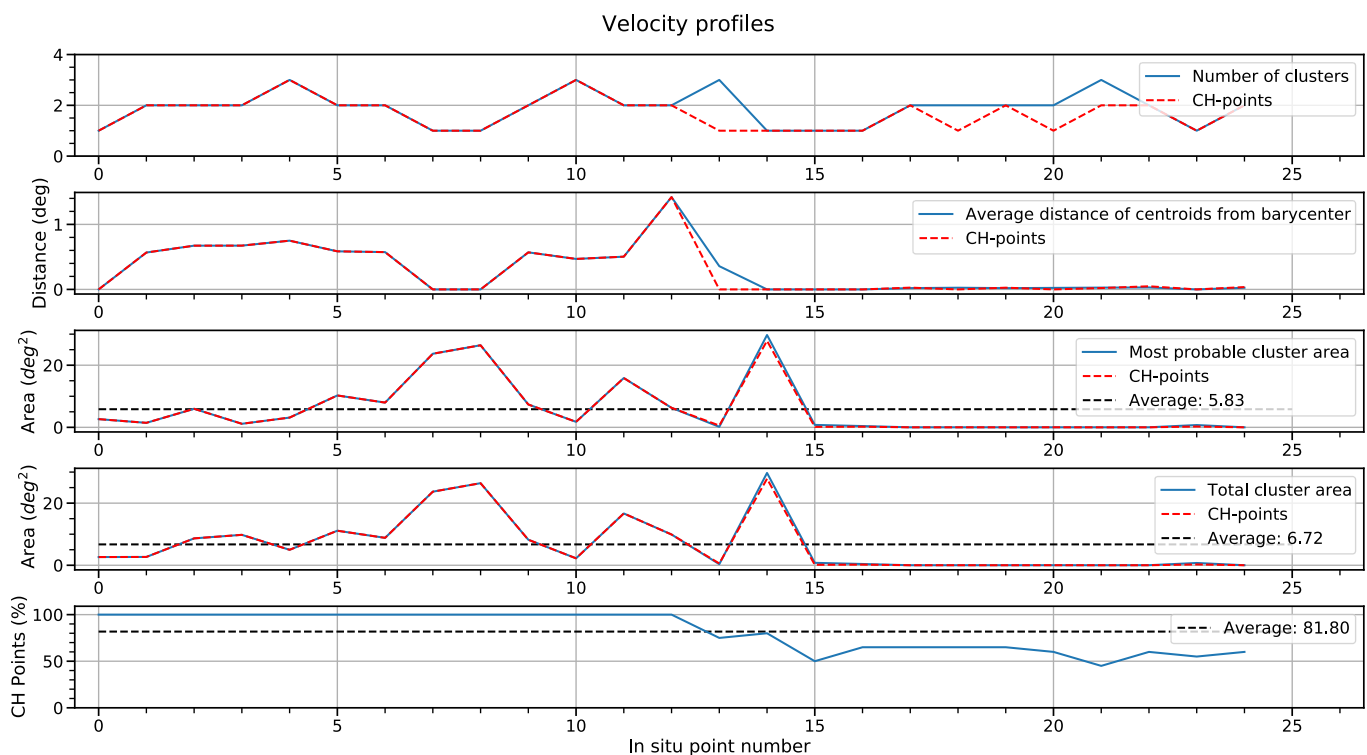 Velocity profiles
4
2
0
Number of clusters
CH-points
0 5 10 15 20 25
Distance (deg)
1
0
Average distance of centroids from barycenter
CH-points
0 5 10 15 20 25
Area (deg²)
20
0
Most probable cluster area
CH-points
Average: 5.83
0 5 10 15 20 25
Area (deg²)
20
0
Total cluster area
CH-points
Average: 6.72
0 5 10 15 20 25
CH Points (%)
100
50
0
Average: 81.80
0 5 10 15 20 25
In situ point number